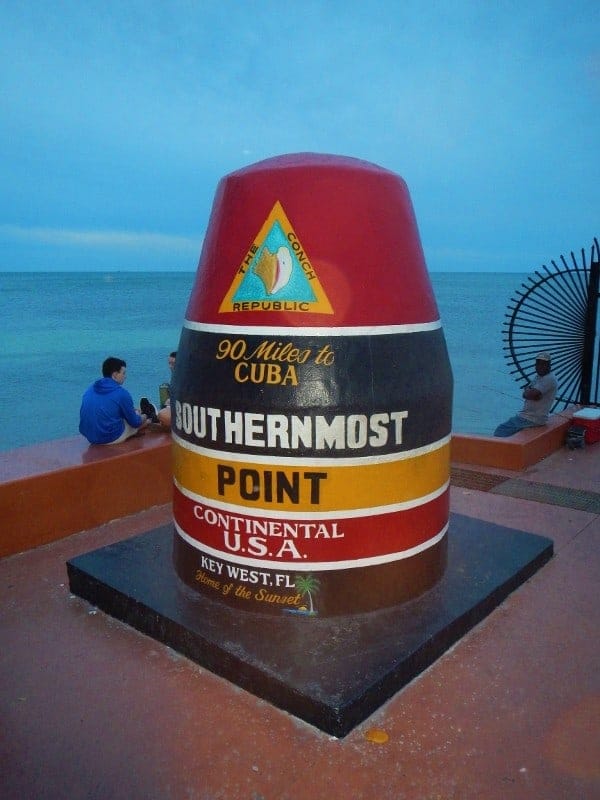 THE CONCH
REPUBLIC
90 Miles to
CUBA
SOUTHERNMOST
POINT
CONTINENTAL
U.S.A.
KEY WEST, FL
Home of the Sunset